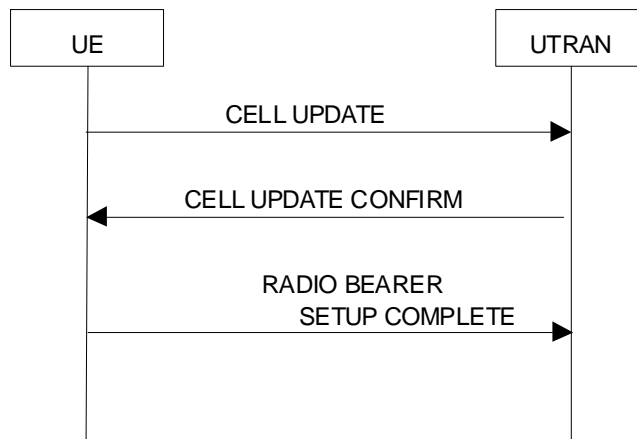 UE
UTRAN
CELL UPDATE
CELL UPDATE CONFIRM
RADIO BEARER
SETUP COMPLETE